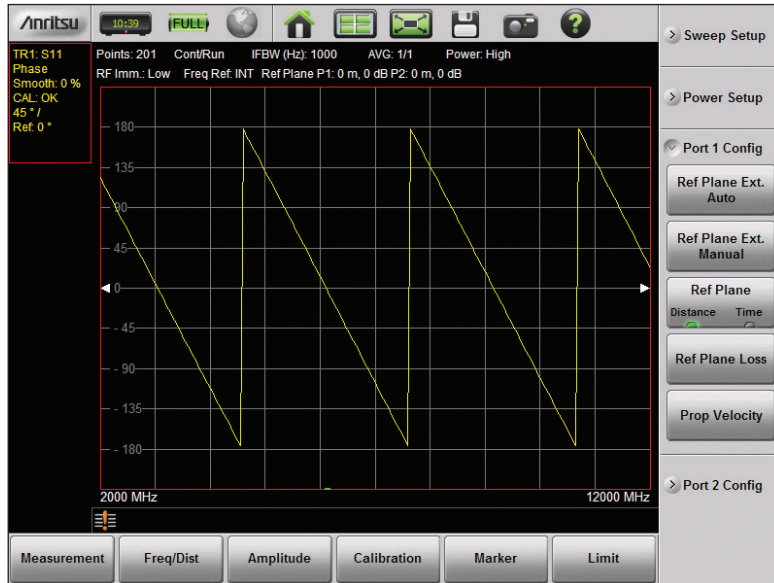 Anritsu
10:39
FULL
?
TR1: S11
Phase
Smooth: 0 %
CAL: OK
45 ° /
Ref: 0 °
Points: 201 Cont/Run IFBW (Hz): 1000 AVG: 1/1 Power: High
RF Imm.: Low Freq Ref: INT Ref Plane P1: 0 m, 0 dB P2: 0 m, 0 dB
180
135
90
45
0
- 45
- 90
- 135
- 180
2000 MHz 12000 MHz
Sweep Setup
Power Setup
Port 1 Config
Ref Plane Ext.
Auto
Ref Plane Ext.
Manual
Ref Plane
Distance Time
Ref Plane Loss
Prop Velocity
Port 2 Config
Measurement Freq/Dist Amplitude Calibration Marker Limit